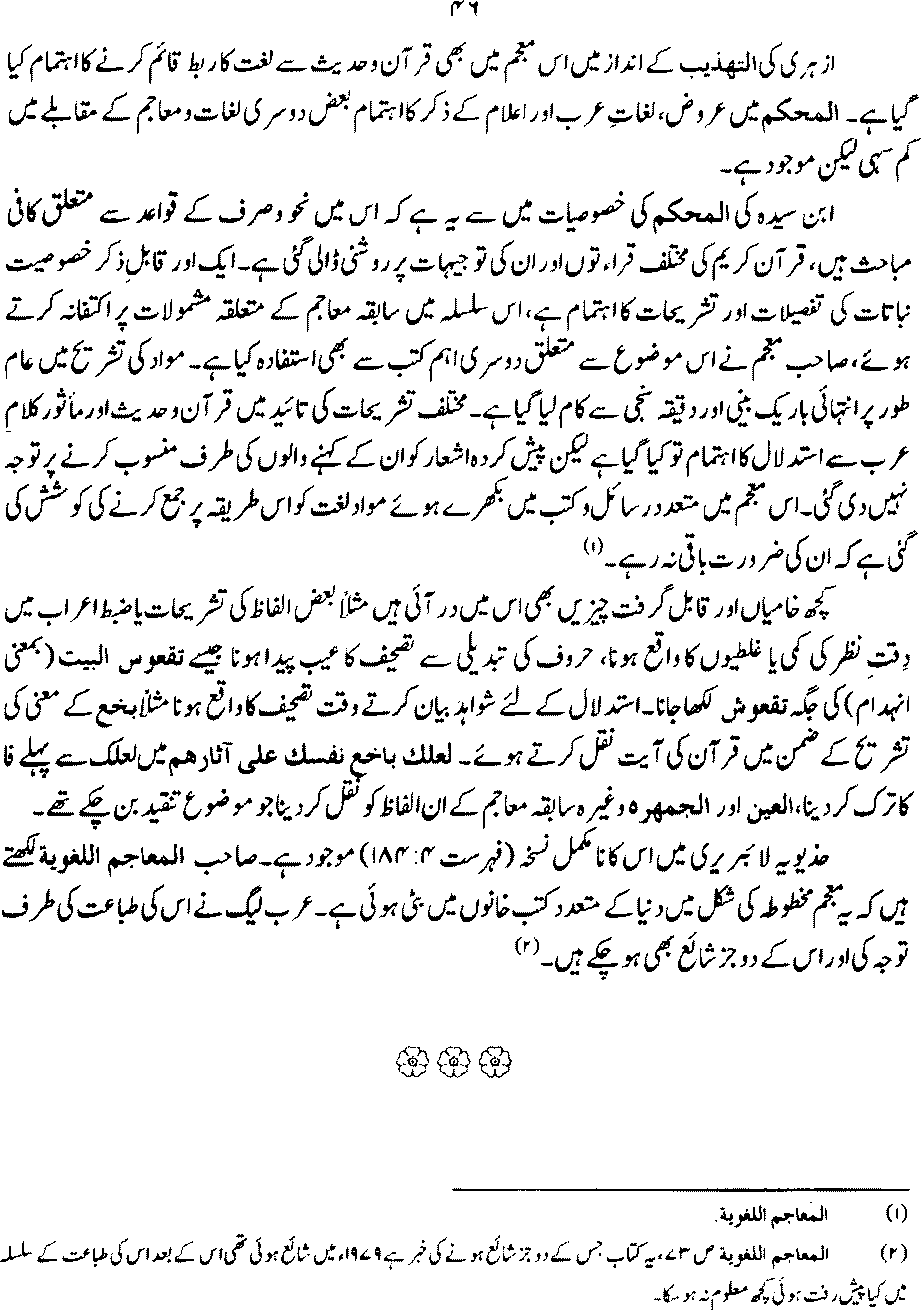 ۴۶
ازہری کی التهذيب کے انداز میں اس معجم میں بھی قرآن وحدیث سے لغت کا ربط قائم کرنے کا اہتمام کیا
گیا ہے۔ المحکم میں عروض، لغاتِ عرب اور اعلام کے ذکر کا اہتمام بعض دوسری لغات و معاجم کے مقابلے میں
کم سہی لیکن موجود ہے۔
ابن سیدہ کی المحکم کی خصوصیات میں سے یہ ہے کہ اس میں نحو وصرف کے قواعد سے متعلق کافی
مباحث ہیں، قرآن کریم کی مختلف قراءتوں اور ان کی توجیہات پر روشنی ڈالی گئی ہے۔ ایک اور قابلِ ذکر خصوصیت
نباتات کی تفصیلات اور تشریحات کا اہتمام ہے، اس سلسلہ میں سابقہ معاجم کے متعلقہ مشمولات پر اکتفا نہ کرتے
ہوئے، صاحب معجم نے اس موضوع سے متعلق دوسری اہم کتب سے بھی استفادہ کیا ہے۔ مواد کی تشریح میں عام
طور پر انتہائی باریک بینی اور دقیقہ سنجی سے کام لیا گیا ہے۔ مختلف تشریحات کی تائید میں قرآن وحدیث اور مأثور کلامِ
عرب سے استدلال کا اہتمام تو کیا گیا ہے لیکن پیش کردہ اشعار کو ان کے کہنے والوں کی طرف منسوب کرنے پر توجہ
نہیں دی گئی۔ اس معجم میں متعدد رسائل و کتب میں بکھرے ہوئے مواد لغت کو اس طریقہ پر جمع کرنے کی کوشش کی
گئی ہے کہ ان کی ضرورت باقی نہ رہے۔(۱)
کچھ خامیاں اور قابل گرفت چیزیں بھی اس میں در آئی ہیں مثلاً بعض الفاظ کی تشریحات یا ضبط اعراب میں
دِقتِ نظر کی کمی یا غلطیوں کا واقع ہونا، حروف کی تبدیلی سے تصحیف کا عیب پیدا ہونا جیسے تقعوس البيت (بمعنی
انہدام) کی جگہ تقعوش لکھا جانا۔ استدلال کے لئے شواہد بیان کرتے وقت تصحیف کا واقع ہونا مثلاً بخع کے معنی کی
تشریح کے ضمن میں قرآن کی آیت نقل کرتے ہوئے۔ لعلك باخع نفسك على آثارهم میں لعلک سے پہلے فا
کا ترک کر دینا، العین اور الجمهره وغیرہ سابقہ معاجم کے ان الفاظ کو نقل کر دینا جو موضوع تنقید بن چکے تھے۔
خدیویہ لائبریری میں اس کا نا مکمل نسخہ (فہرست ۴: ۱۸۴) موجود ہے۔ صاحب المعاجم اللغوية لکھتے
ہیں کہ یہ معجم مخطوطہ کی شکل میں دنیا کے متعدد کتب خانوں میں بٹی ہوئی ہے۔ عرب لیگ نے اس کی طباعت کی طرف
توجہ کی اور اس کے دو جز شائع بھی ہو چکے ہیں۔(۲)
(۱) المعاجم اللغوية.
(۲) المعاجم اللغوية ص ۷۳، یہ کتاب جس کے دو جز شائع ہونے کی خبر ہے ۱۹۷۹ء میں شائع ہوئی تھی اس کے بعد اس کی طباعت کے سلسلہ
میں کیا پیش رفت ہوئی کچھ معلوم نہ ہو سکا۔